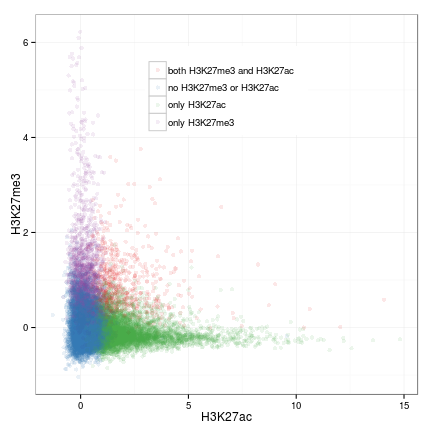 6
4
2
0
H3K27me3
both H3K27me3 and H3K27ac
no H3K27me3 or H3K27ac
only H3K27ac
only H3K27me3
0 5 10 15
H3K27ac